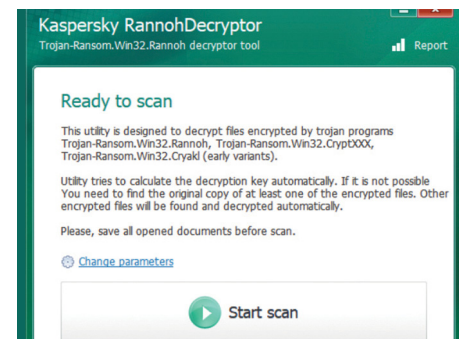 Kaspersky RannohDecryptor
Trojan-Ransom.Win32.Rannoh decryptor tool
Report
Ready to scan
This utility is designed to decrypt files encrypted by trojan programs
Trojan-Ransom.Win32.Rannoh, Trojan-Ransom.Win32.CryptXXX,
Trojan-Ransom.Win32.Cryakl (early variants).
Utility tries to calculate the decryption key automatically. If it is not possible
You need to find the original copy of at least one of the encrypted files. Other
encrypted files will be found and decrypted automatically.
Please, save all opened documents before scan.
Change parameters
Start scan